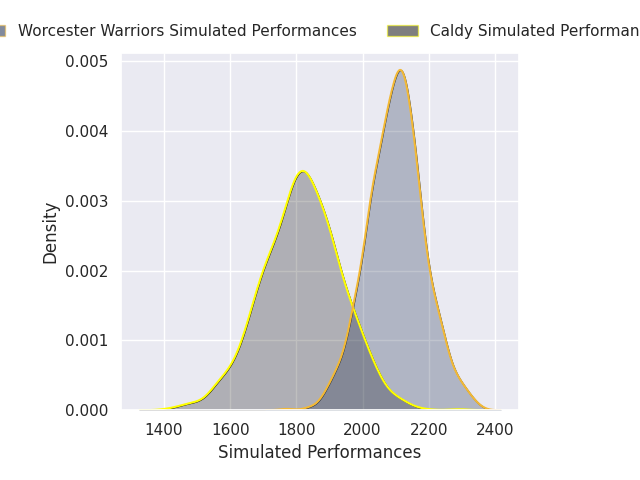 Worcester Warriors Simulated Performances Caldy Simulated Performan
0.005
0.004
0.003
0.002
0.001
0.000
Density
1400 1600 1800 2000 2200 2400
Simulated Performances